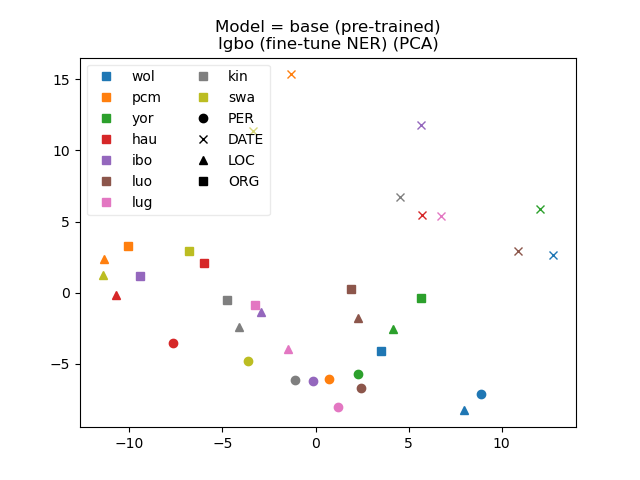 Model = base (pre-trained)
Igbo (fine-tune NER) (PCA)
15
10
5
0
−5
−10
−5
0
5
10
wol
pcm
yor
hau
ibo
luo
lug
kin
swa
PER
DATE
LOC
ORG